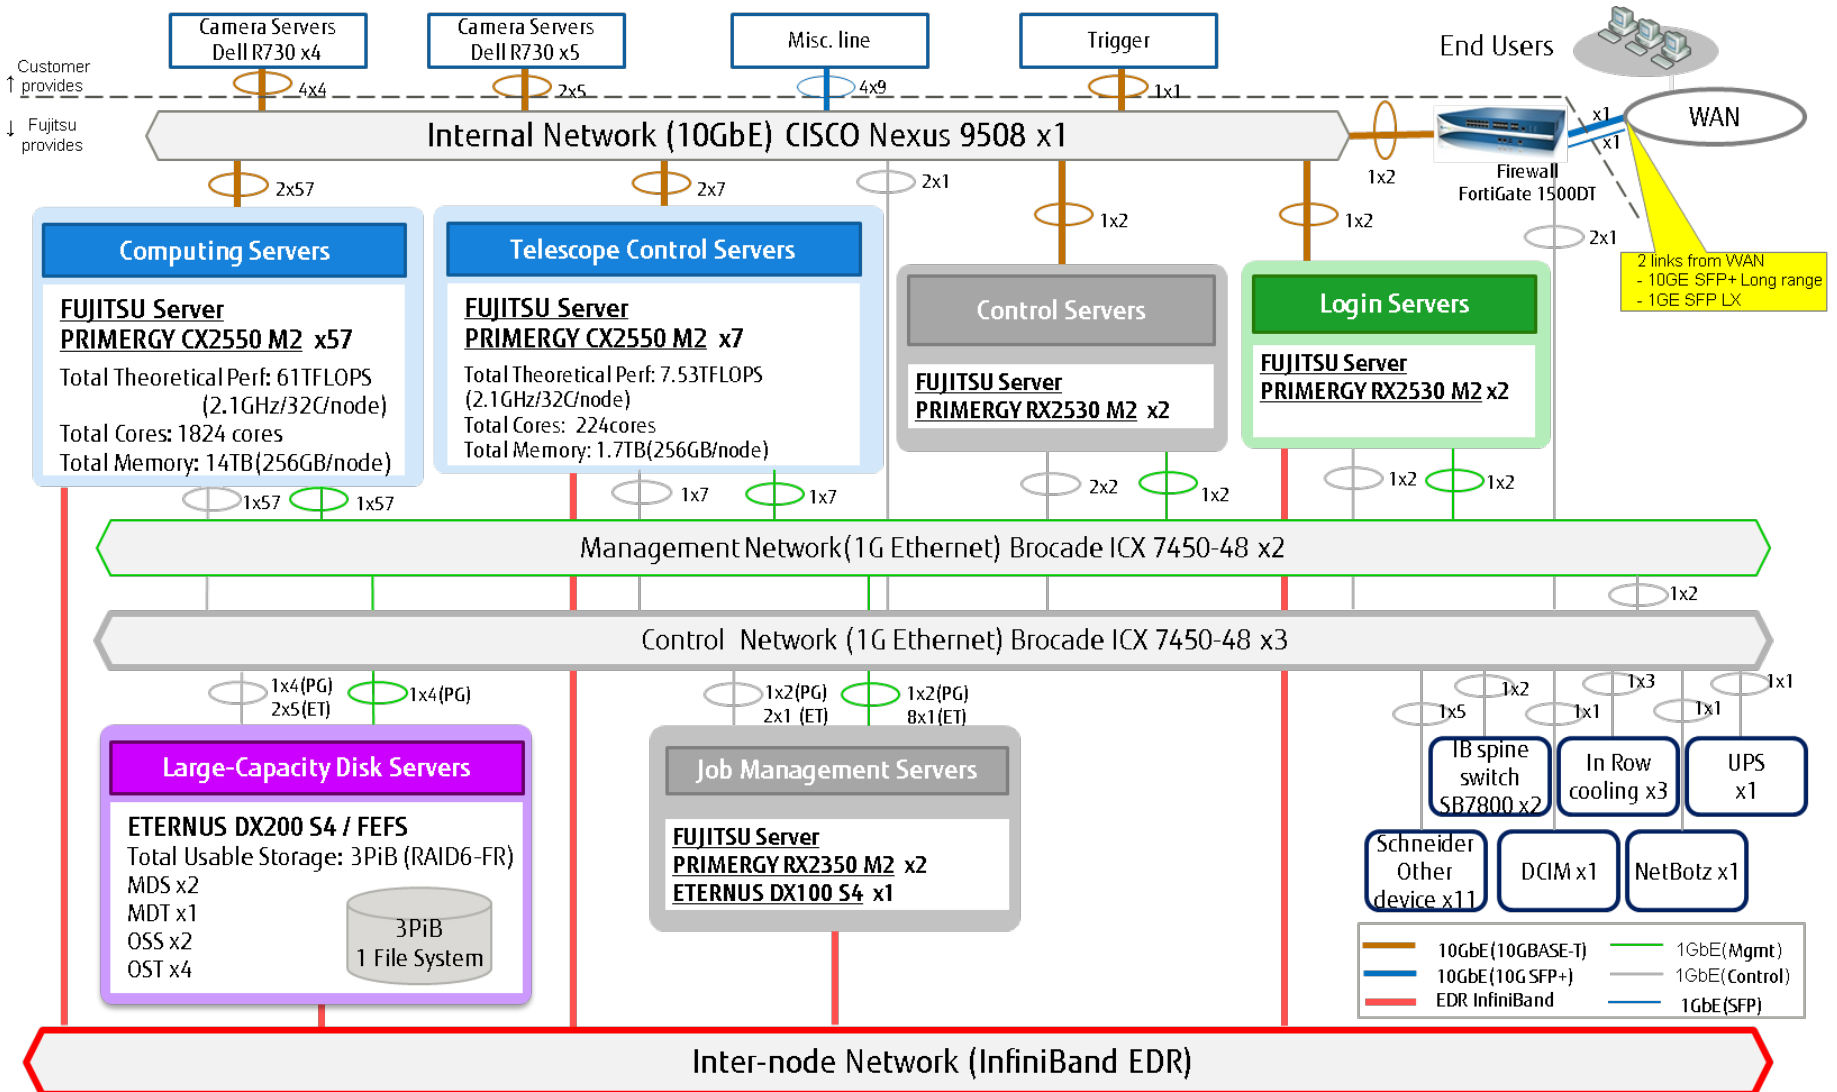 Camera Servers
Dell R730 x4
Camera Servers
Dell R730 x5
Misc. line
Trigger
End Users
Customer
↑ provides
4x4
2x5
4x9
1x1
↓ Fujitsu
provides
Internal Network (10GbE) CISCO Nexus 9508 x1
x1
x1
WAN
1x2
Firewall
FortiGate 1500DT
2x57
2x7
2x1
1x2
1x2
2x1
2 links from WAN
- 10GE SFP+ Long range
- 1GE SFP LX
Computing Servers
FUJITSU Server
PRIMERGY CX2550 M2 x57
Total Theoretical Perf: 61TFLOPS
(2.1GHz/32C/node)
Total Cores: 1824 cores
Total Memory: 14TB(256GB/node)
Telescope Control Servers
FUJITSU Server
PRIMERGY CX2550 M2 x7
Total Theoretical Perf: 7.53TFLOPS
(2.1GHz/32C/node)
Total Cores: 224cores
Total Memory: 1.7TB(256GB/node)
Control Servers
FUJITSU Server
PRIMERGY RX2530 M2 x2
Login Servers
FUJITSU Server
PRIMERGY RX2530 M2 x2
1x57
1x57
1x7
1x7
2x2
1x2
1x2
1x2
Management Network(1G Ethernet) Brocade ICX 7450-48 x2
1x2
Control Network (1G Ethernet) Brocade ICX 7450-48 x3
1x4(PG)
2x5(ET)
1x4(PG)
1x2(PG)
2x1 (ET)
1x2(PG)
8x1(ET)
1x5
1x2
1x1
1x3
1x1
1x1
Large-Capacity Disk Servers
ETERNUS DX200 S4 / FEFS
Total Usable Storage: 3PiB (RAID6-FR)
MDS x2
MDT x1
OSS x2
OST x4
3PiB
1 File System
Job Management Servers
FUJITSU Server
PRIMERGY RX2350 M2 x2
ETERNUS DX100 S4 x1
IB spine
switch
SB7800 x2
In Row
cooling x3
UPS
x1
Schneider
Other
device x11
DCIM x1
NetBotz x1
10GbE(10GBASE-T)
1GbE(Mgmt)
10GbE(10G SFP+)
1GbE(Control)
EDR InfiniBand
1GbE(SFP)
Inter-node Network (InfiniBand EDR)